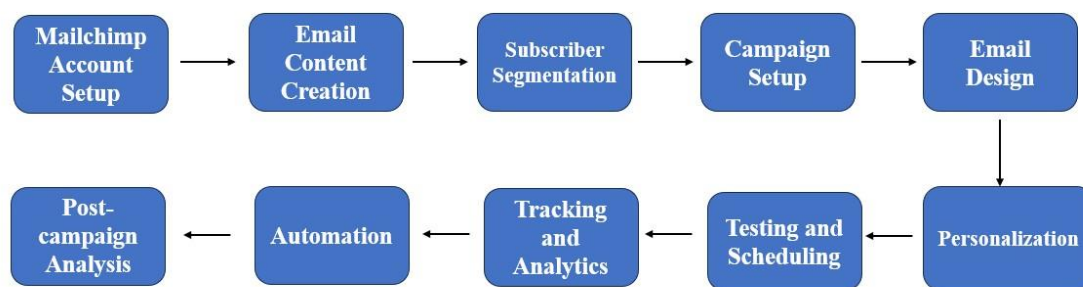 Mailchimp
Account
Setup
Email
Content
Creation
Subscriber
Segmentation
Campaign
Setup
Email
Design
Personalization
Testing and
Scheduling
Tracking
and
Analytics
Automation
Post-
campaign
Analysis